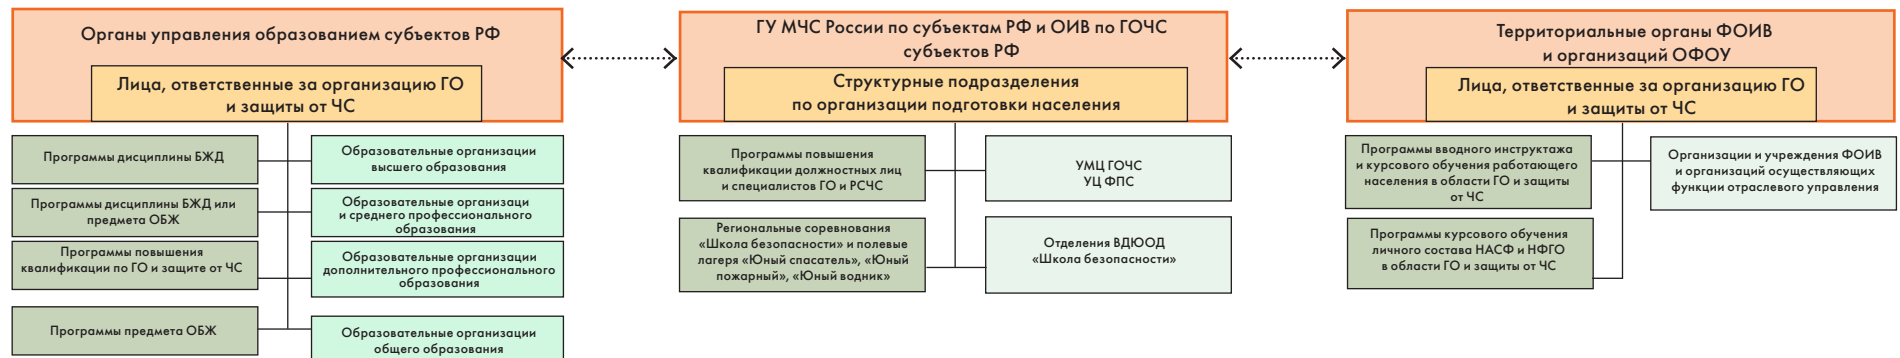 Органы управления образованием субъектов РФ
Лица, ответственные за организацию ГО
и защиты от ЧС
Программы дисциплины БЖД
Образовательные организации
высшего образования
Программы дисциплины БЖД или
предмета ОБЖ
Образовательные организаци
и среднего профессионального
образования
Программы повышения
квалификации по ГО и защите от ЧС
Образовательные организации
дополнительного профессионального
образования
Программы предмета ОБЖ
Образовательные организации
общего образования
ГУ МЧС России по субъектам РФ и ОИВ по ГОЧС
субъектов РФ
Структурные подразделения
по организации подготовки населения
Программы повышения
квалификации должностных лиц
и специалистов ГО и РСЧС
УМЦ ГОЧС
УЦ ФПС
Региональные соревнования
«Школа безопасности» и полевые
лагеря «Юный спасатель», «Юный
пожарный», «Юный водник»
Отделения ВДЮОД
«Школа безопасности»
Территориальные органы ФОИВ
и организаций ОФОУ
Лица, ответственные за организацию ГО
и защиты от ЧС
Программы вводного инструктажа
и курсового обучения работающего
населения в области ГО и защиты
от ЧС
Организации и учреждения ФОИВ
и организаций осуществляющих
функции отраслевого управления
Программы курсового обучения
личного состава НАСФ и НФГО
в области ГО и защиты от ЧС